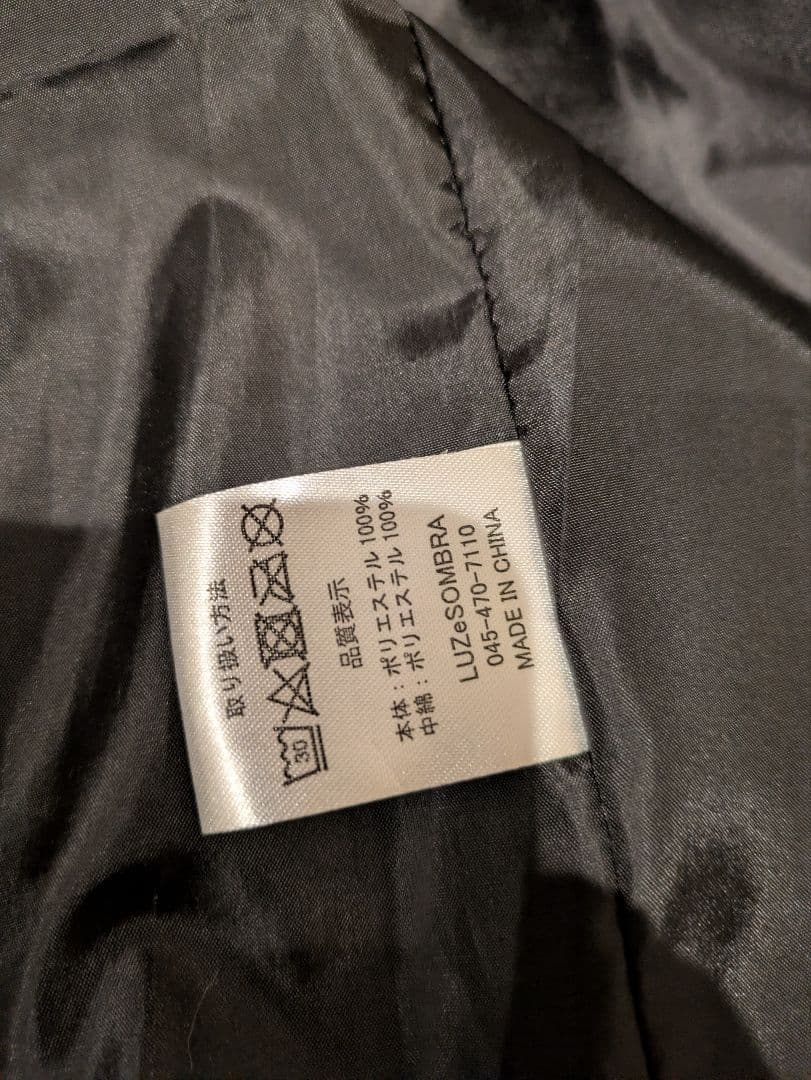 取り扱い方法
30
品質表示
本体：ポリエステル 100%
中綿：ポリエステル 100%
LUZeSOMBRA
045-470-7110
MADE IN CHINA